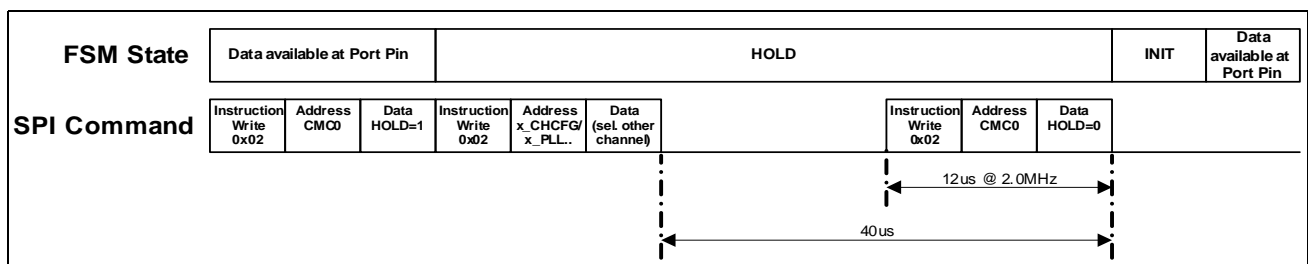 FSM State
Data available at Port Pin
HOLD
INIT
Data
available at
Port Pin
SPI Command
Instruction
Write
0x02
Address
CMC0
Data
HOLD=1
Instruction
Write
0x02
Address
x_CHCFG/
x_PLL..
Data
(sel. other
channel)
Instruction
Write
0x02
Address
CMC0
Data
HOLD=0
12us @ 2.0MHz
40us